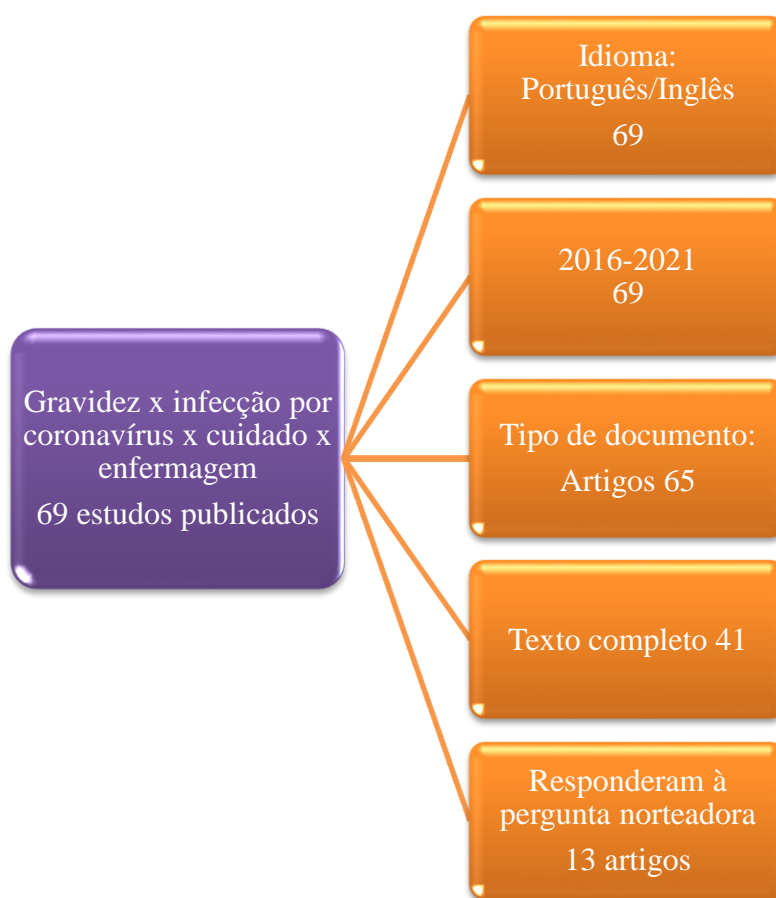 Gravidez x infecção por
coronavírus x cuidado x
enfermagem
69 estudos publicados
Idioma:
Português/Inglês
69
2016-2021
69
Tipo de documento:
Artigos 65
Texto completo 41
Responderam à
pergunta norteadora
13 artigos